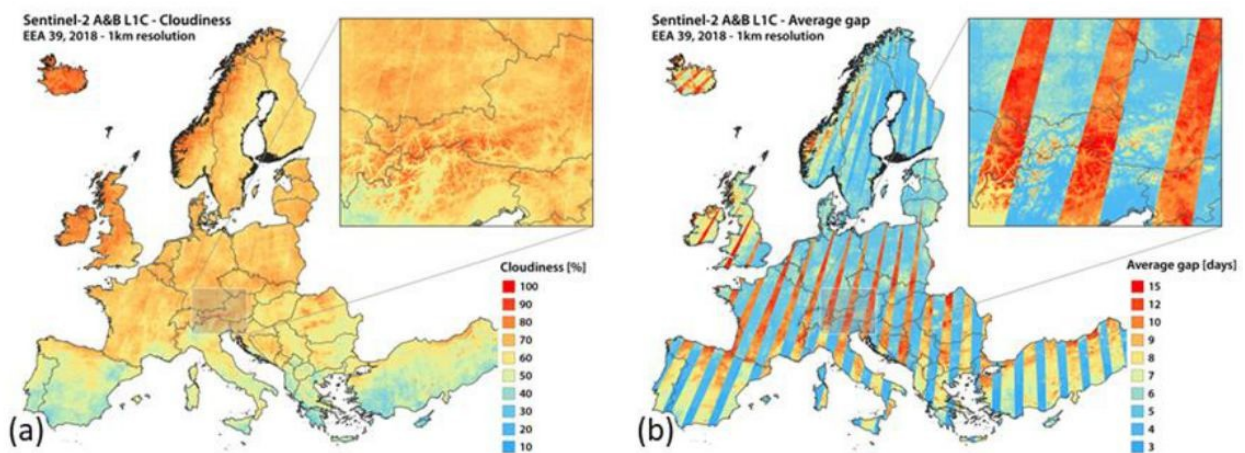 Sentinel-2 A&B L1C - Cloudiness
EEA 39, 2018 - 1km resolution
Cloudiness [%]
100
90
80
70
60
50
40
30
20
10
(a)
Sentinel-2 A&B L1C - Average gap
EEA 39, 2018 - 1km resolution
Average gap [days]
15
12
10
9
8
7
6
5
4
3
(b)